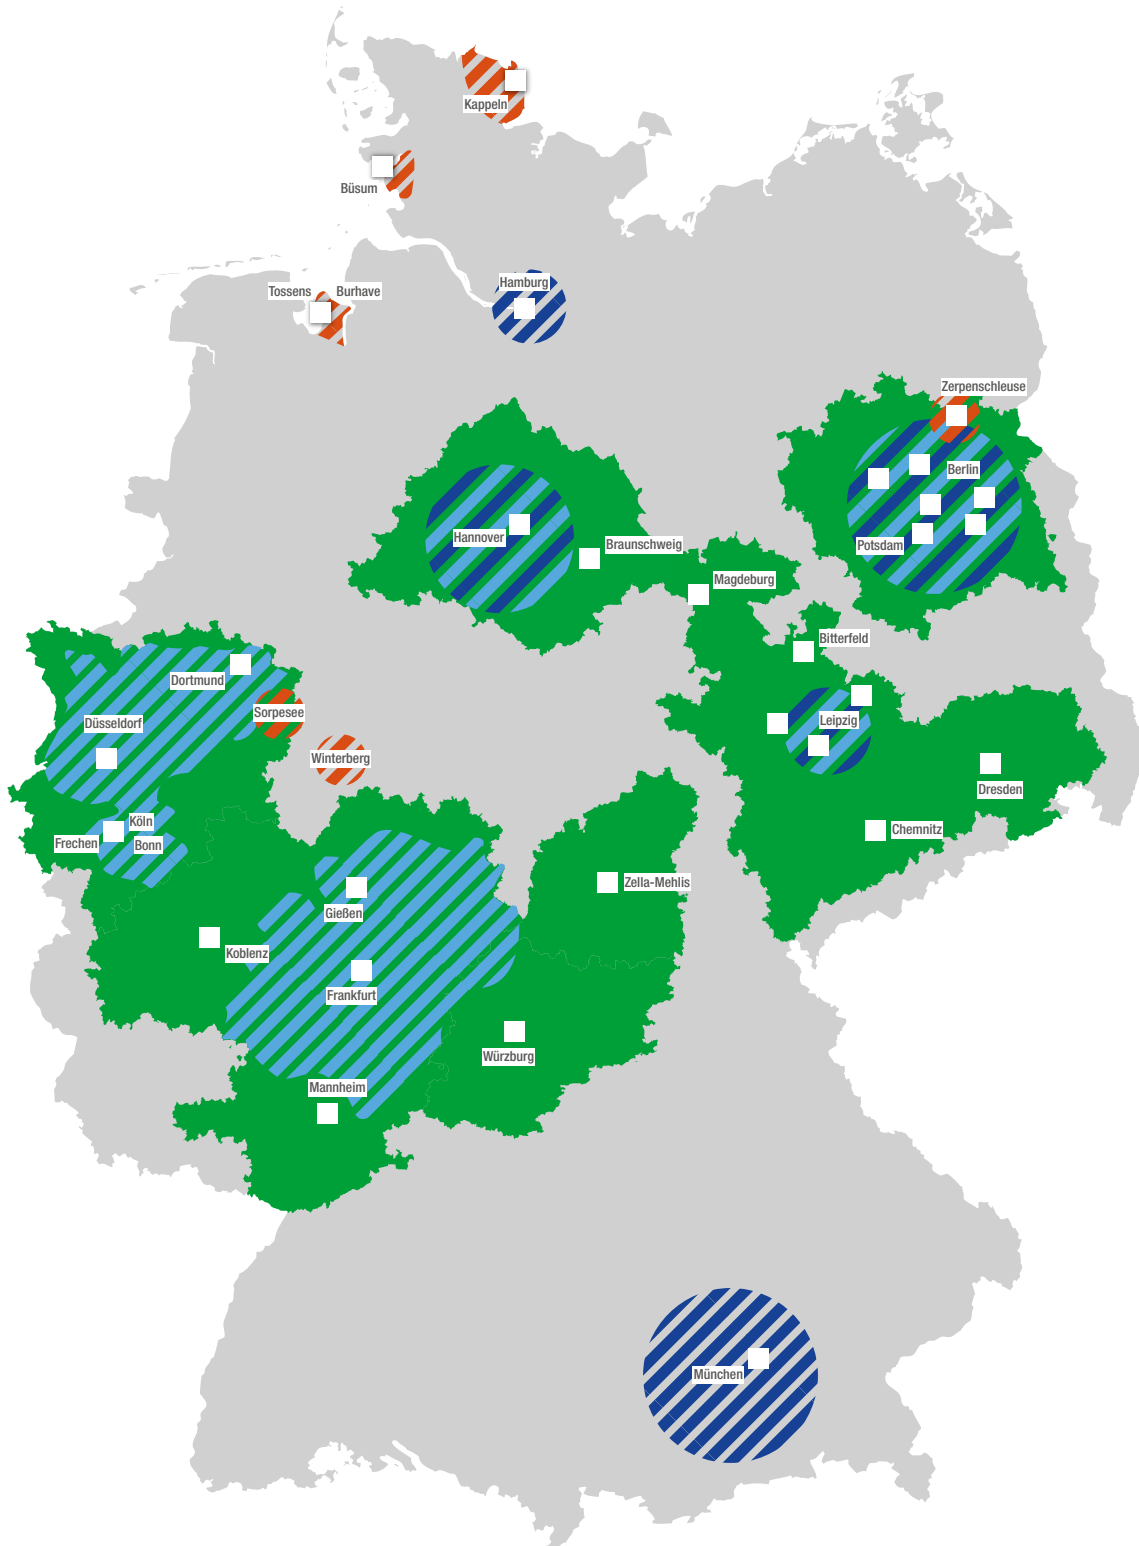 Kappeln
Büsum
Hamburg
Tossens
Burhave
Zerpenschleuse
Berlin
Hannover
Braunschweig
Potsdam
Magdeburg
Bitterfeld
Dortmund
Sorpesee
Düsseldorf
Leipzig
Winterberg
Dresden
Köln
Chemnitz
Frechen
Bonn
Zella-Mehlis
Gießen
Koblenz
Frankfurt
Würzburg
Mannheim
München